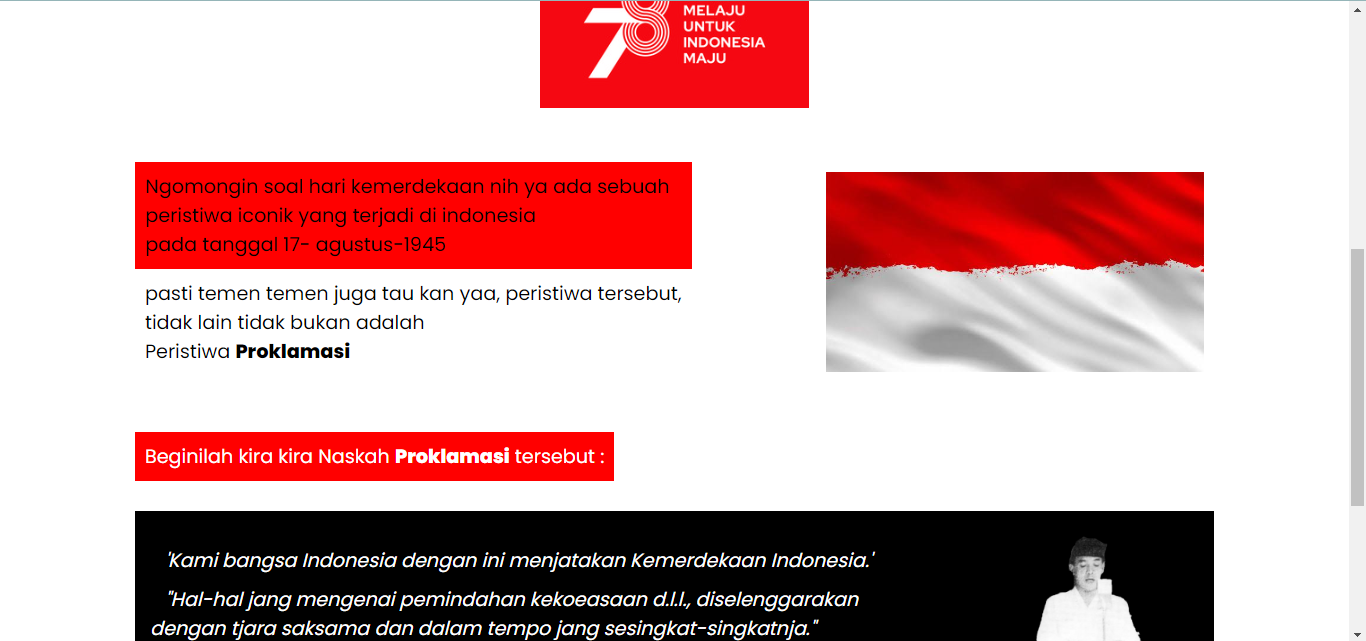 78
MELAJU
UNTUK
INDONESIA
MAJU
Ngomongin soal hari kemerdekaan nih ya ada sebuah
peristiwa iconik yang terjadi di indonesia
pada tanggal 17- agustus-1945
pasti temen temen juga tau kan yaa, peristiwa tersebut,
tidak lain tidak bukan adalah
Peristiwa Proklamasi
Beginilah kira kira Naskah Proklamasi tersebut :
'Kami bangsa Indonesia dengan ini menjatakan Kemerdekaan Indonesia.'
"Hal-hal jang mengenai pemindahan kekoeasaan d.l.l., diselenggarakan
dengan tjara saksama dan dalam tempo jang sesingkat-singkatnja."